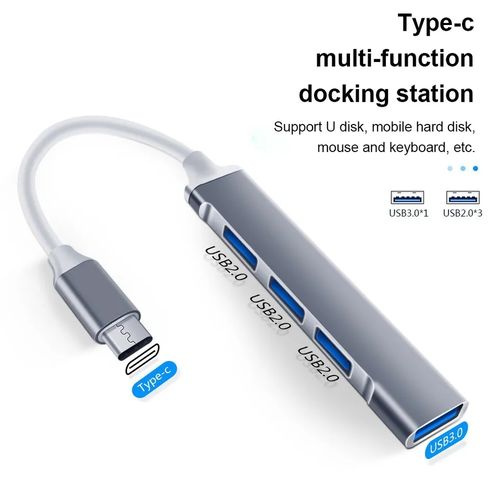 Type-c
multi-function
docking station
Support U disk, mobile hard disk,
mouse and keyboard, etc.
USB3.0*1
USB2.0*3
USB2.0
USB2.0
USB2.0
Type-c
USB3.0